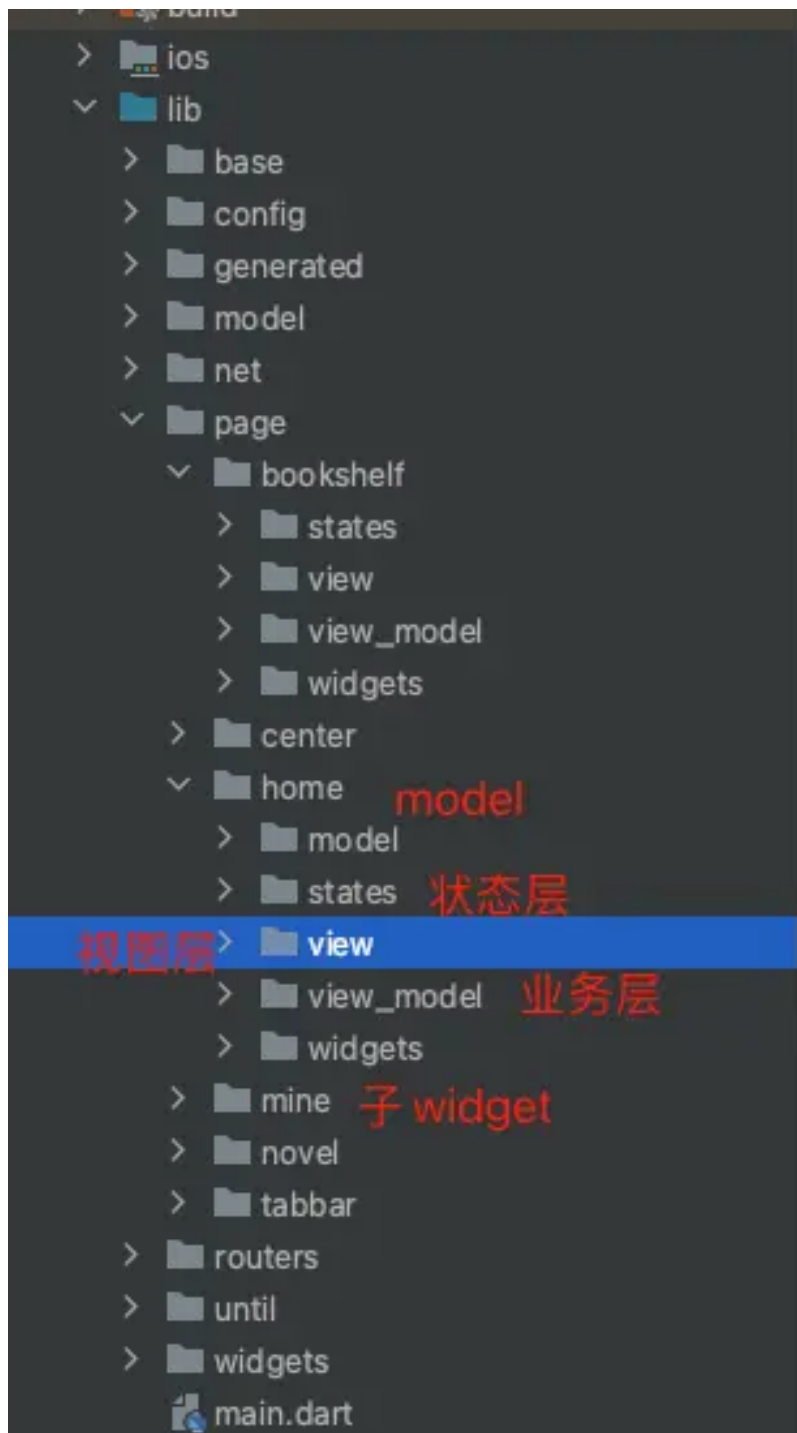 build
ios
lib
base
config
generated
model
net
page
bookshelf
states
view
view_model
widgets
center
home
model
model
states 状态层
视图层 view
view_model 业务层
widgets
mine 子 widget
novel
tabbar
routers
until
widgets
main.dart